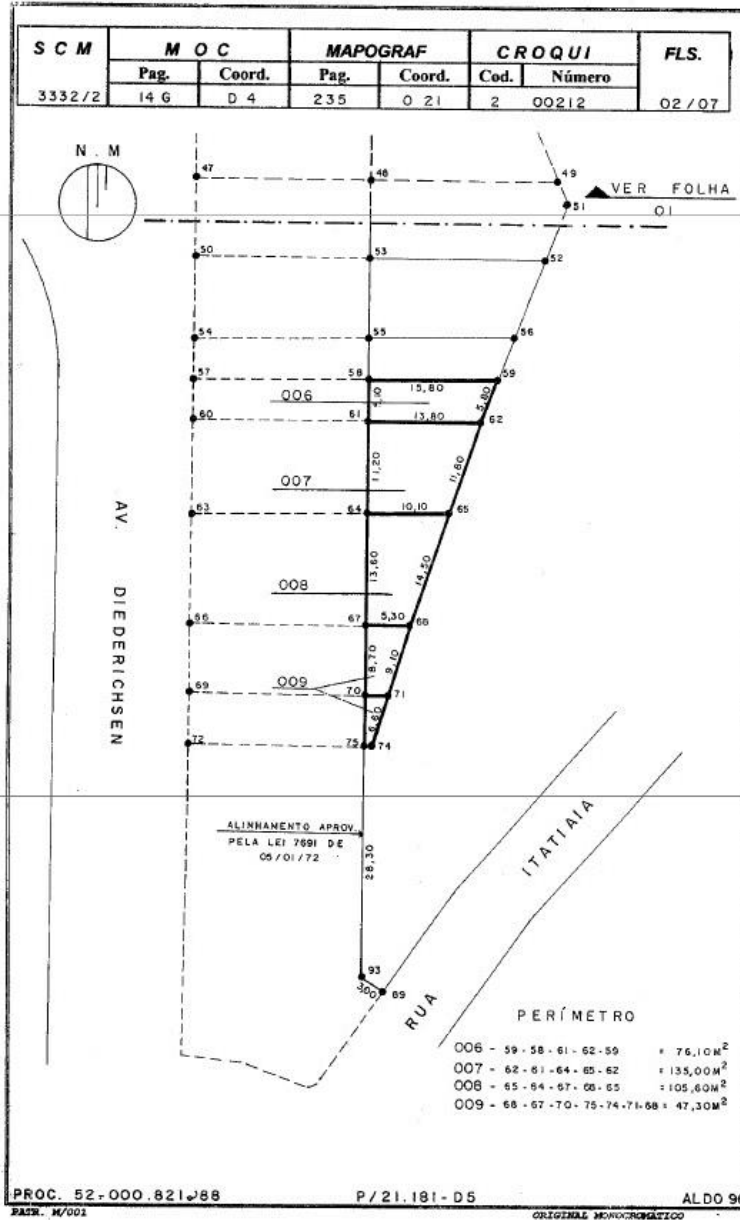 S C M M O C MAPOGRAF CROQUI FLS.
Pag. Coord. Pag. Coord. Cod. Número
3332/2 14 G D 4 235 O 21 2 00212 02/07
N . M
47 48 49
VER FOLHA
01
51
50 53 52
54 55 56
57 58 59
15,80
5,80
006
60 61 13,80 62
11,20
11,80
007
63 64 10,10 65
13,60
14,50
008
66 67 5,30 68
8,70
9,10
009
69 70 71
6,60
72 75 74
AV. DIEDERICHSEN
ALINHAMENTO APROV.
PELA LEI 7691 DE
05/01/72
28,30
RUA ITATIAIA
93
3,00
89
PERÍMETRO
006 - 59 - 58 - 61 - 62 - 59 = 76,10M²
007 - 62 - 61 - 64 - 65 - 62 = 135,00M²
008 - 65 - 64 - 67 - 68 - 65 = 105,60M²
009 - 68 - 67 - 70 - 75 - 74 - 71 - 68 = 47,30M²
PROC. 52-000.821 88 P/21.181-D5 ALDO
PATR. M/001 ORIGINAL MONOCROMÁTICO